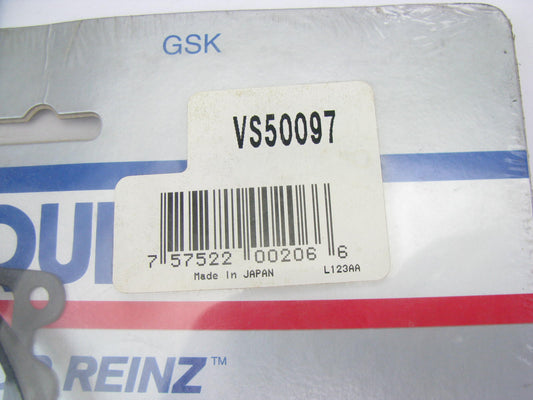 GSK
VS50097
7 57522 00206 6
Made In JAPAN L123AA
REINZ™